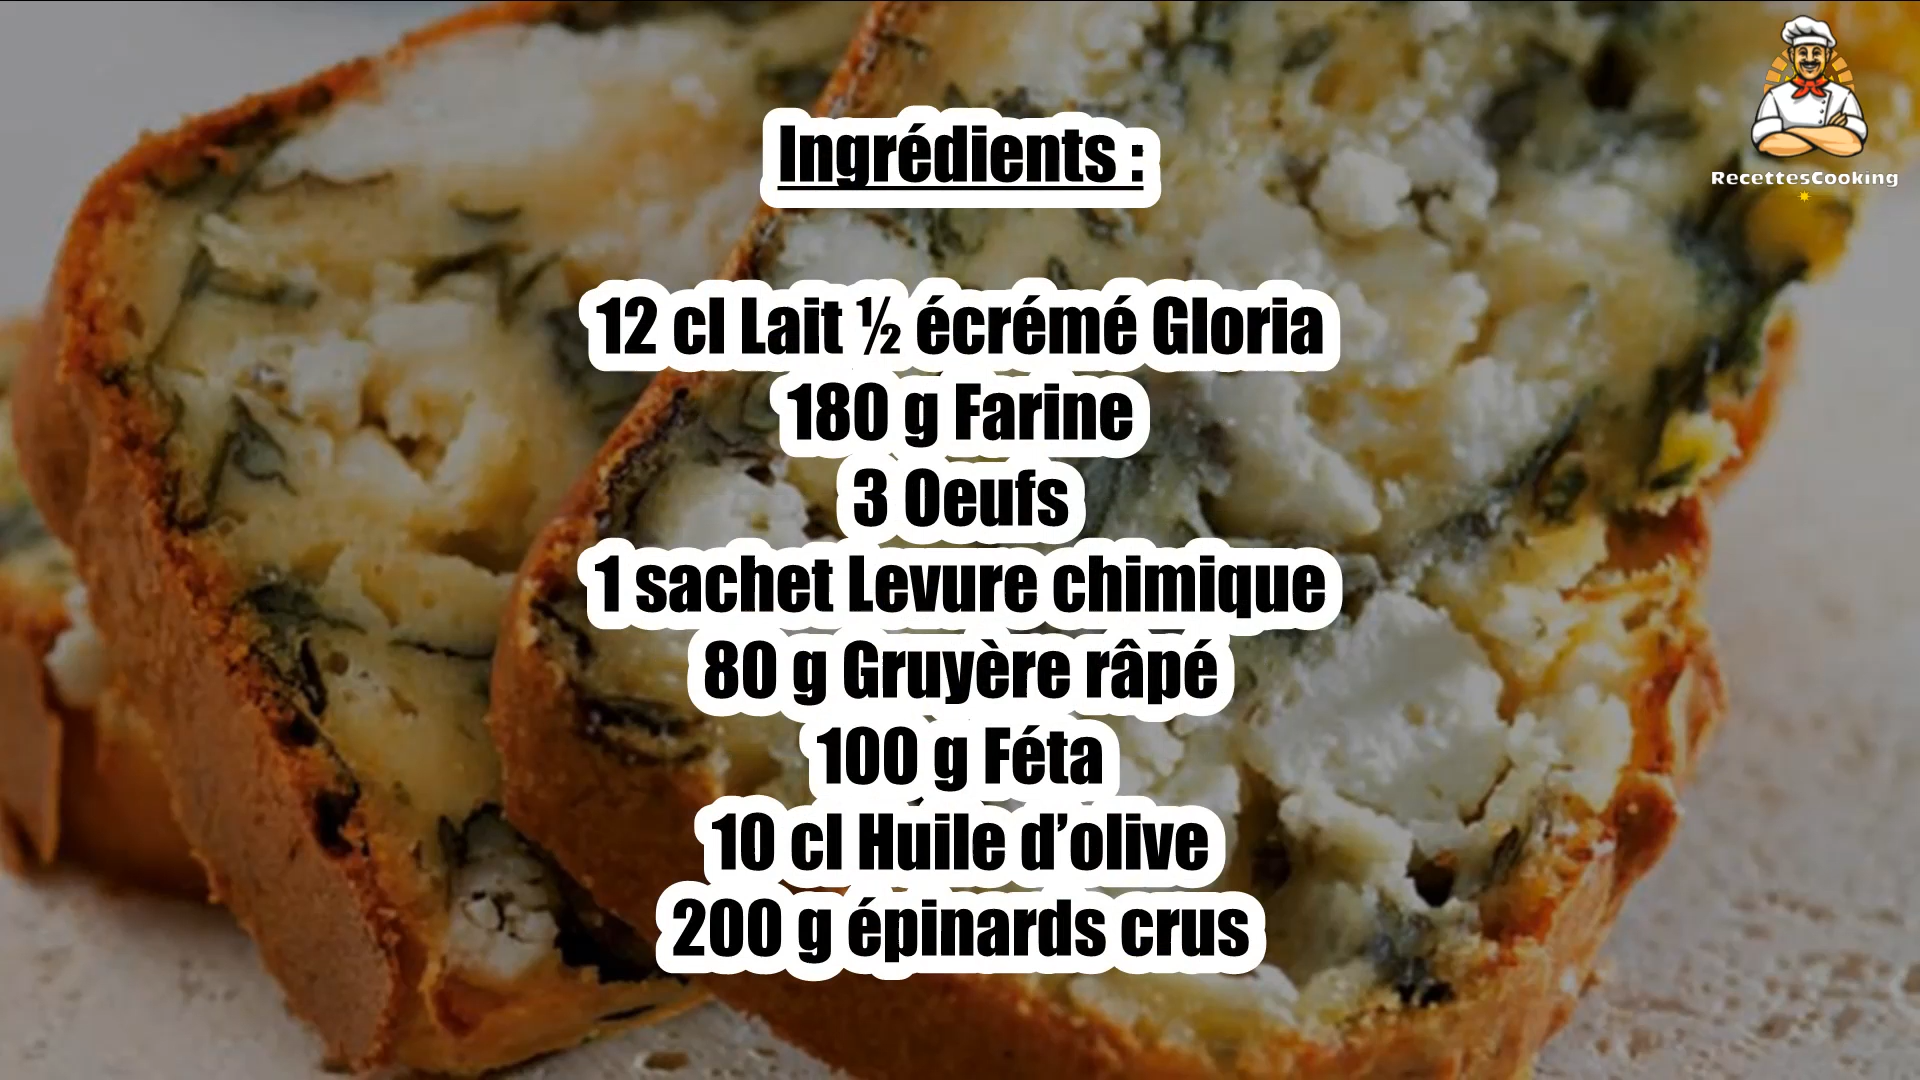 RecettesCooking
Ingrédients :
12 cl Lait ½ écrémé Gloria
180 g Farine
3 Oeufs
1 sachet Levure chimique
80 g Gruyère râpé
100 g Féta
10 cl Huile d’olive
200 g épinards crus